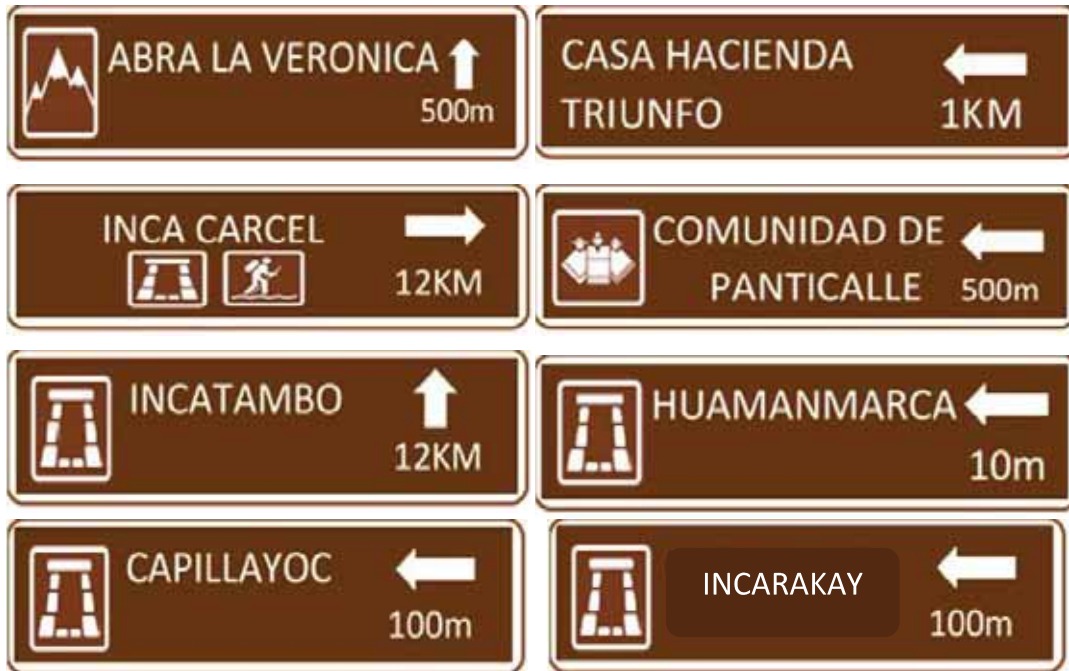 ABRA LA VERONICA
500m
CASA HACIENDA
TRIUNFO
1KM
INCA CARCEL
12KM
COMUNIDAD DE
PANTICALLE
500m
INCATAMBO
12KM
HUAMANMARCA
10m
CAPILLAYOC
100m
INCARAKAY
100m